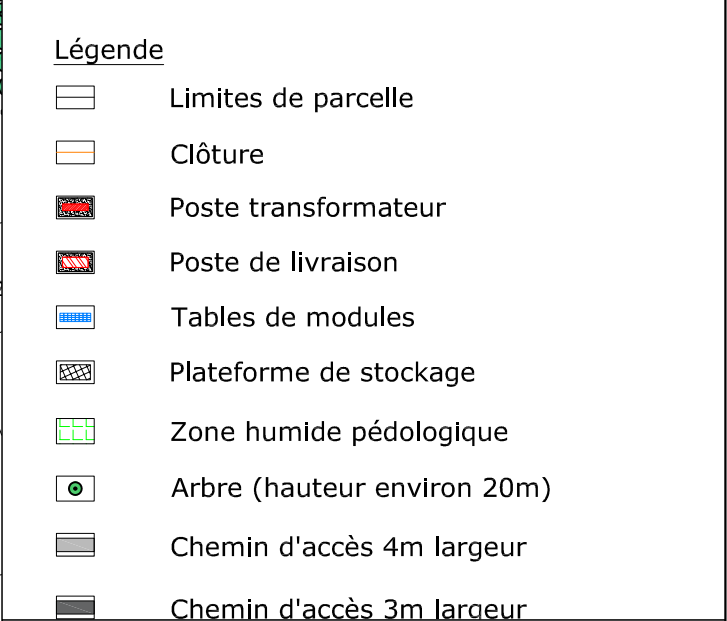 Légende
Limites de parcelle
Clôture
Poste transformateur
Poste de livraison
Tables de modules
Plateforme de stockage
Zone humide pédologique
Arbre (hauteur environ 20m)
Chemin d'accès 4m largeur
Chemin d'accès 3m largeur